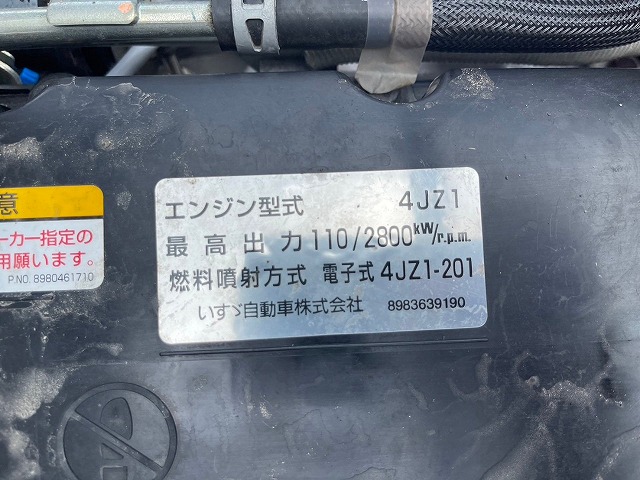 意
ーカー指定の
用願います。
P.NO. 8980461710
エンジン型式 4JZ1
最高出力 110/2800kW/r.p.m.
燃料噴射方式 電子式 4JZ1-201
いすゞ自動車株式会社 8983639190